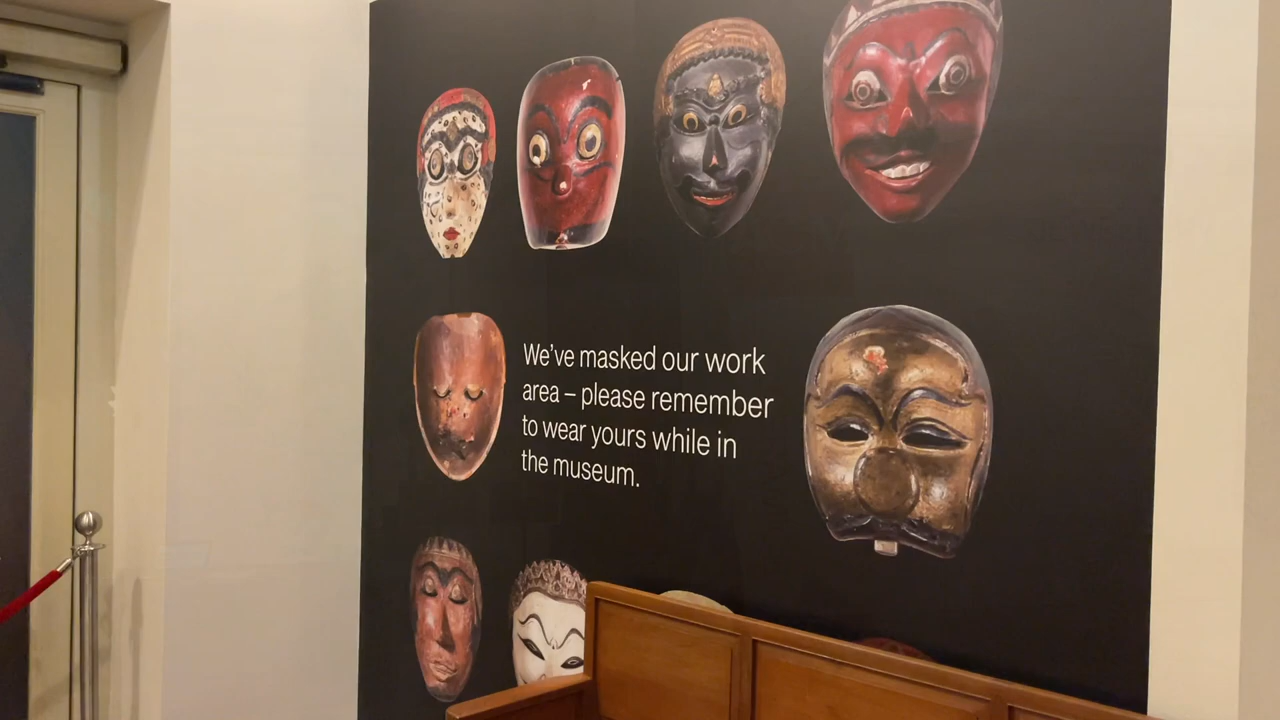 We've masked our work
area – please remember
to wear yours while in
the museum.